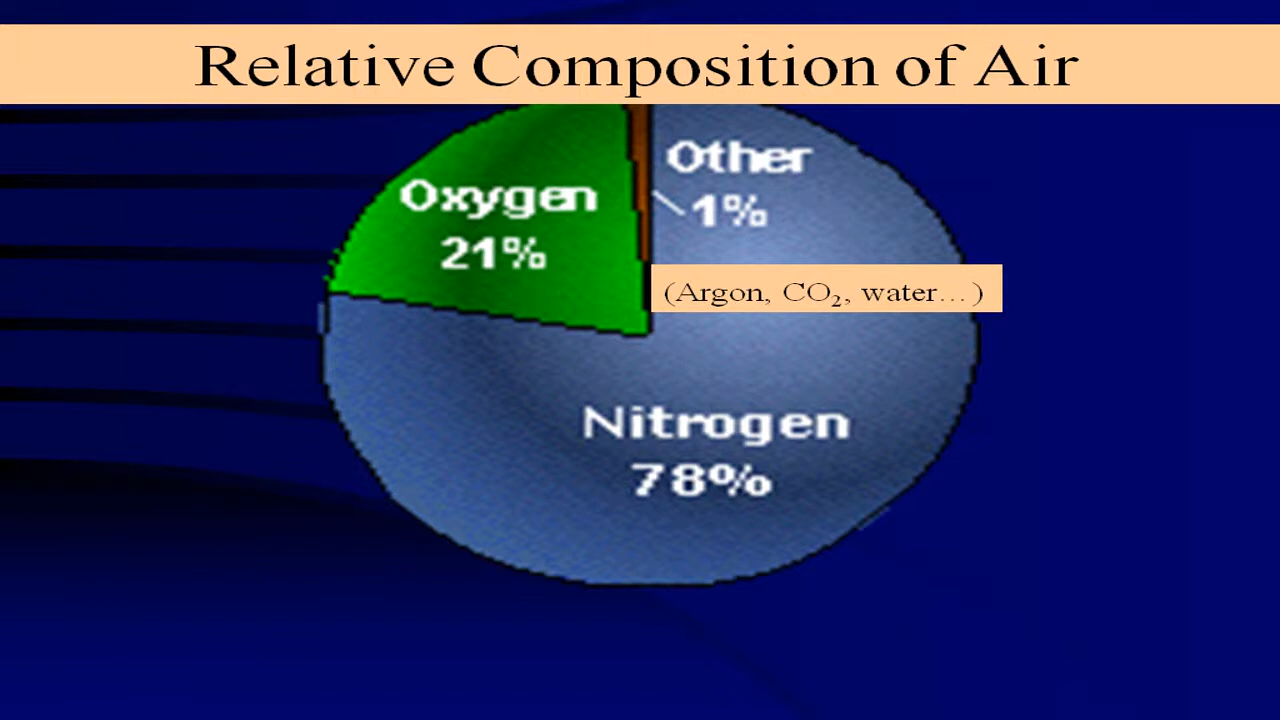 Relative Composition of Air
Other
1%
Oxygen
21%
(Argon, CO₂, water…)
Nitrogen
78%